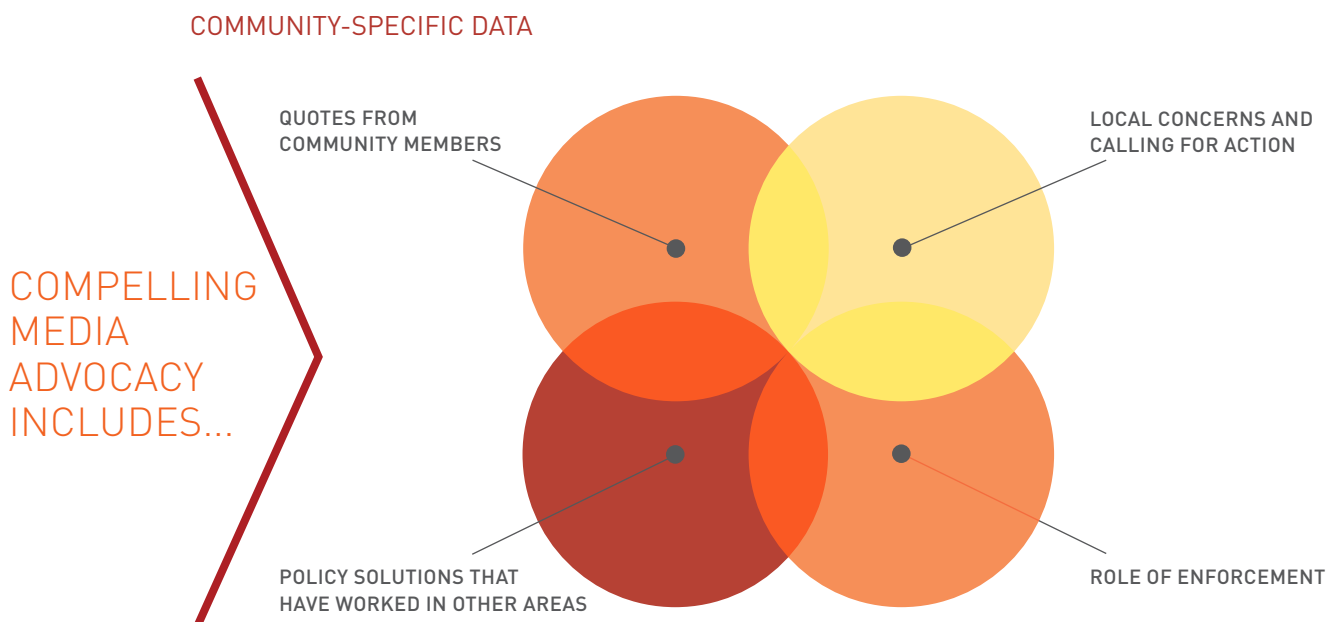 COMMUNITY-SPECIFIC DATA
COMPELLING
MEDIA
ADVOCACY
INCLUDES...
QUOTES FROM
COMMUNITY MEMBERS
LOCAL CONCERNS AND
CALLING FOR ACTION
POLICY SOLUTIONS THAT
HAVE WORKED IN OTHER AREAS
ROLE OF ENFORCEMENT